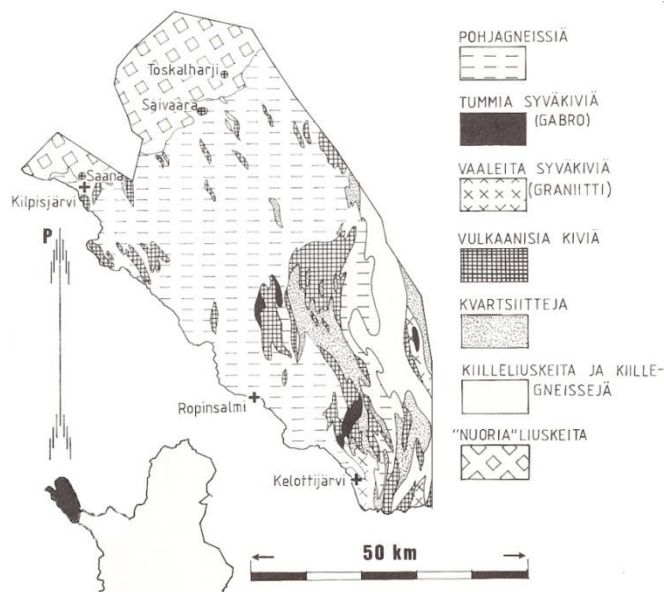 POHJAGNEISSIÄ
TUMMIA SYVÄKIVIÄ
(GABRO)
VAALEITA SYVÄKIVIÄ
(GRANIITTI)
VULKAANISIA KIVIÄ
KVARTSIITTEJA
KIILLELIUSKEITA JA KIILLE-
GNEISSEJÄ
"NUORIA" LIUSKEITA
Toskalharji
Saivaara
Saana
Kilpisjärvi
P
Ropinsalmi
Kelottijärvi
50 km